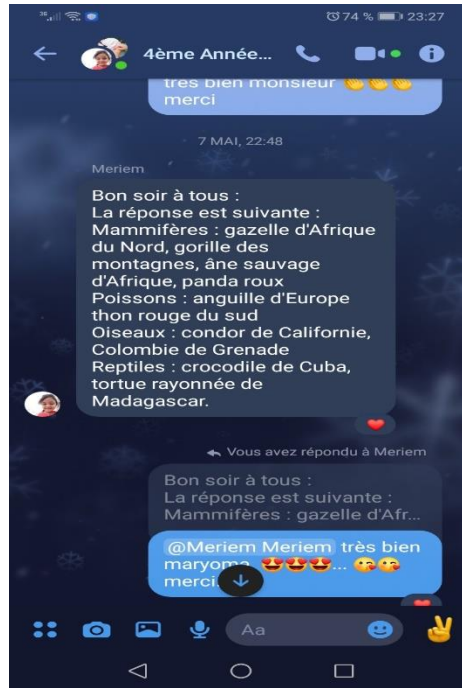 3G 74 % 23:27
4ème Année...
très bien monsieur 👏👏👏
merci
7 MAI, 22:48
Meriem
Bon soir à tous :
La réponse est suivante :
Mammifères : gazelle d'Afrique
du Nord, gorille des
montagnes, âne sauvage
d'Afrique, panda roux
Poissons : anguille d'Europe
thon rouge du sud
Oiseaux : condor de Californie,
Colombie de Grenade
Reptiles : crocodile de Cuba,
tortue rayonnée de
Madagascar.
Vous avez répondu à Meriem
Bon soir à tous :
La réponse est suivante :
Mammifères : gazelle d'Afr...
@Meriem Meriem très bien
maryoma 🤩🤩🤩... 😘😘
merci.
Aa